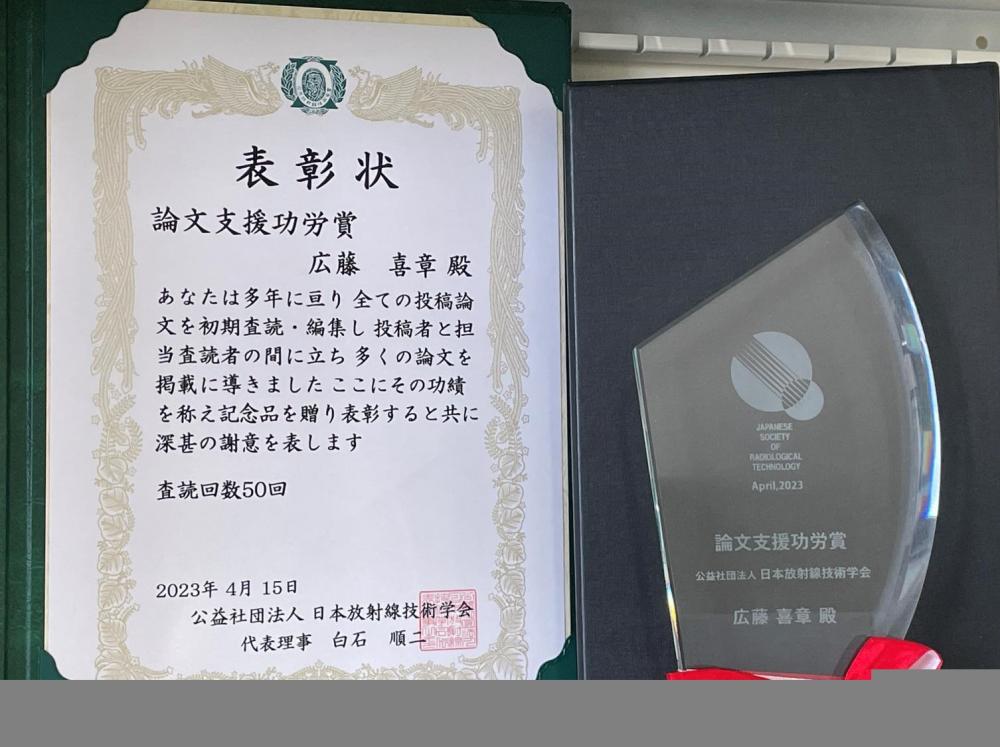 表彰状
論文支援功労賞
広藤 喜章 殿
あなたは多年に亘り 全ての投稿論
文を初期査読・編集し 投稿者と担
当査読者の間に立ち 多くの論文を
掲載に導きました ここにその功績
を称え記念品を贈り表彰すると共に
深甚の謝意を表します
査読回数50回
2023年 4月 15日
公益社団法人 日本放射線技術学会
代表理事 白石 順二
JAPANESE
SOCIETY
OF
RADIOLOGICAL
TECHNOLOGY
April,2023
論文支援功労賞
公益社団法人 日本放射線技術学会
広藤 喜章 殿